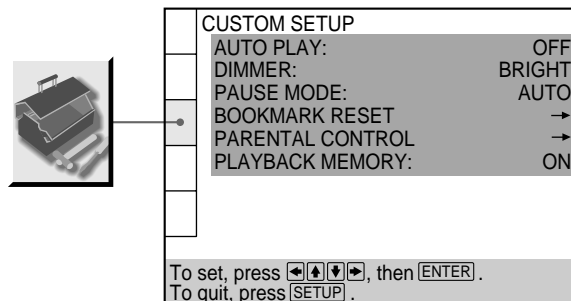 CUSTOM SETUP
AUTO PLAY: OFF
DIMMER: BRIGHT
PAUSE MODE: AUTO
BOOKMARK RESET →
PARENTAL CONTROL →
PLAYBACK MEMORY: ON
To set, press ←↑↓→, then ENTER.
To quit, press SETUP.